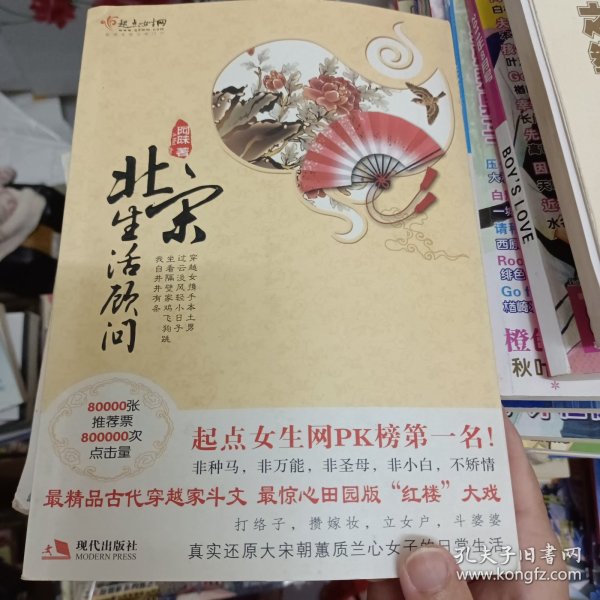 起点女生网
www.qdmm.com
阿昧 著
北宋
生活顾问
穿越女携手本土男
过云淡风轻小日子
坐看隔壁家鸡飞狗跳
我自井井有条
80000张
推荐票
800000次
点击量
起点女生网PK榜第一名!
非种马,非万能,非圣母,非小白,不矫情
最精品古代穿越家斗文 最惊心田园版“红楼”大戏
打络子,攒嫁妆,立女户,斗婆婆
真实还原大宋朝蕙质兰心女子的日常生活
现代出版社
MODERN PRESS
BOY'S LOVE
橙
秋叶
孔夫子旧书网
www.kongfz.com